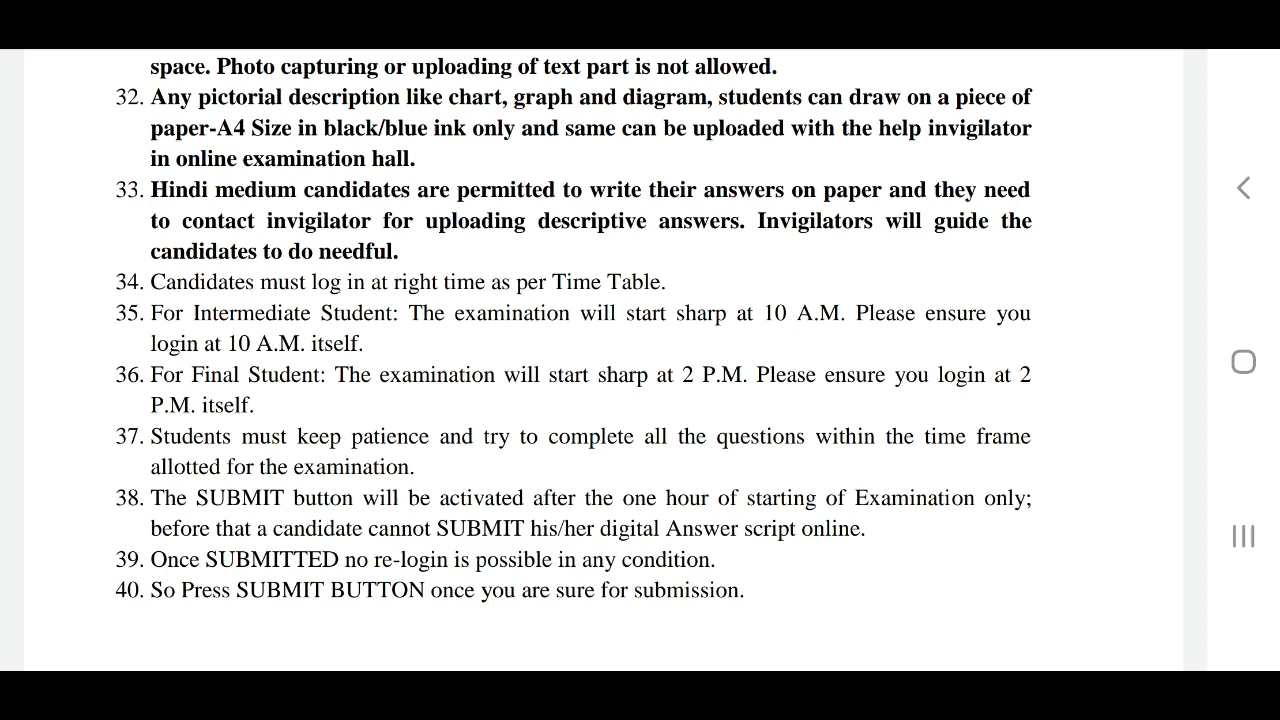 space. Photo capturing or uploading of text part is not allowed.
32. Any pictorial description like chart, graph and diagram, students can draw on a piece of
paper-A4 Size in black/blue ink only and same can be uploaded with the help invigilator
in online examination hall.
33. Hindi medium candidates are permitted to write their answers on paper and they need
to contact invigilator for uploading descriptive answers. Invigilators will guide the
candidates to do needful.
34. Candidates must log in at right time as per Time Table.
35. For Intermediate Student: The examination will start sharp at 10 A.M. Please ensure you
login at 10 A.M. itself.
36. For Final Student: The examination will start sharp at 2 P.M. Please ensure you login at 2
P.M. itself.
37. Students must keep patience and try to complete all the questions within the time frame
allotted for the examination.
38. The SUBMIT button will be activated after the one hour of starting of Examination only;
before that a candidate cannot SUBMIT his/her digital Answer script online.
39. Once SUBMITTED no re-login is possible in any condition.
40. So Press SUBMIT BUTTON once you are sure for submission.